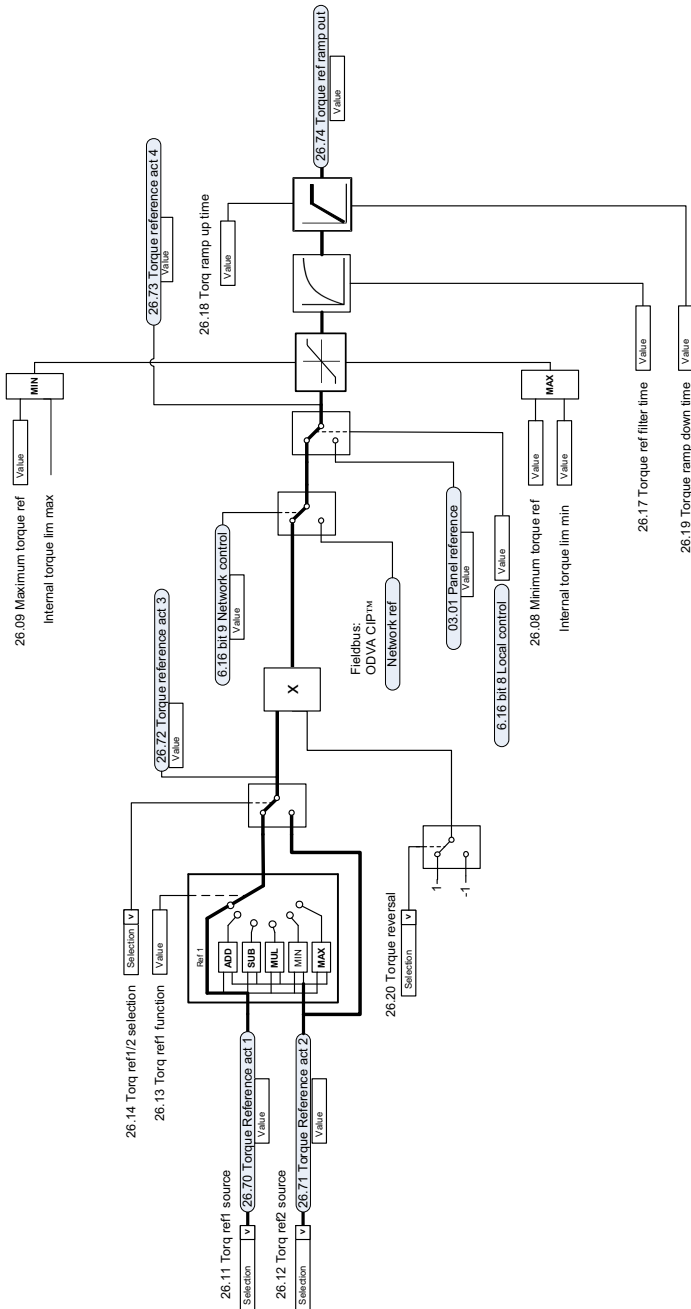 26.11 Torq ref1 source
Selection v
26.70 Torque Reference act 1
Value
26.12 Torq ref2 source
Selection v
26.71 Torque Reference act 2
Value
26.14 Torq ref1/2 selection
Selection v
26.13 Torq ref1 function
Value
Ref 1
ADD
SUB
MUL
MIN
MAX
26.20 Torque reversal
Selection v
1
-1
26.72 Torque reference act 3
Value
X
6.16 bit 9 Network control
Value
Fieldbus:
ODVA CIP™
Network ref
03.01 Panel reference
Value
6.16 bit 8 Local control
Value
26.09 Maximum torque ref
Value
Internal torque lim max
MIN
26.73 Torque reference act 4
Value
26.08 Minimum torque ref
Value
Internal torque lim min
Value
MAX
26.18 Torq ramp up time
Value
26.17 Torque ref filter time
Value
26.19 Torque ramp down time
Value
26.74 Torque ref ramp out
Value